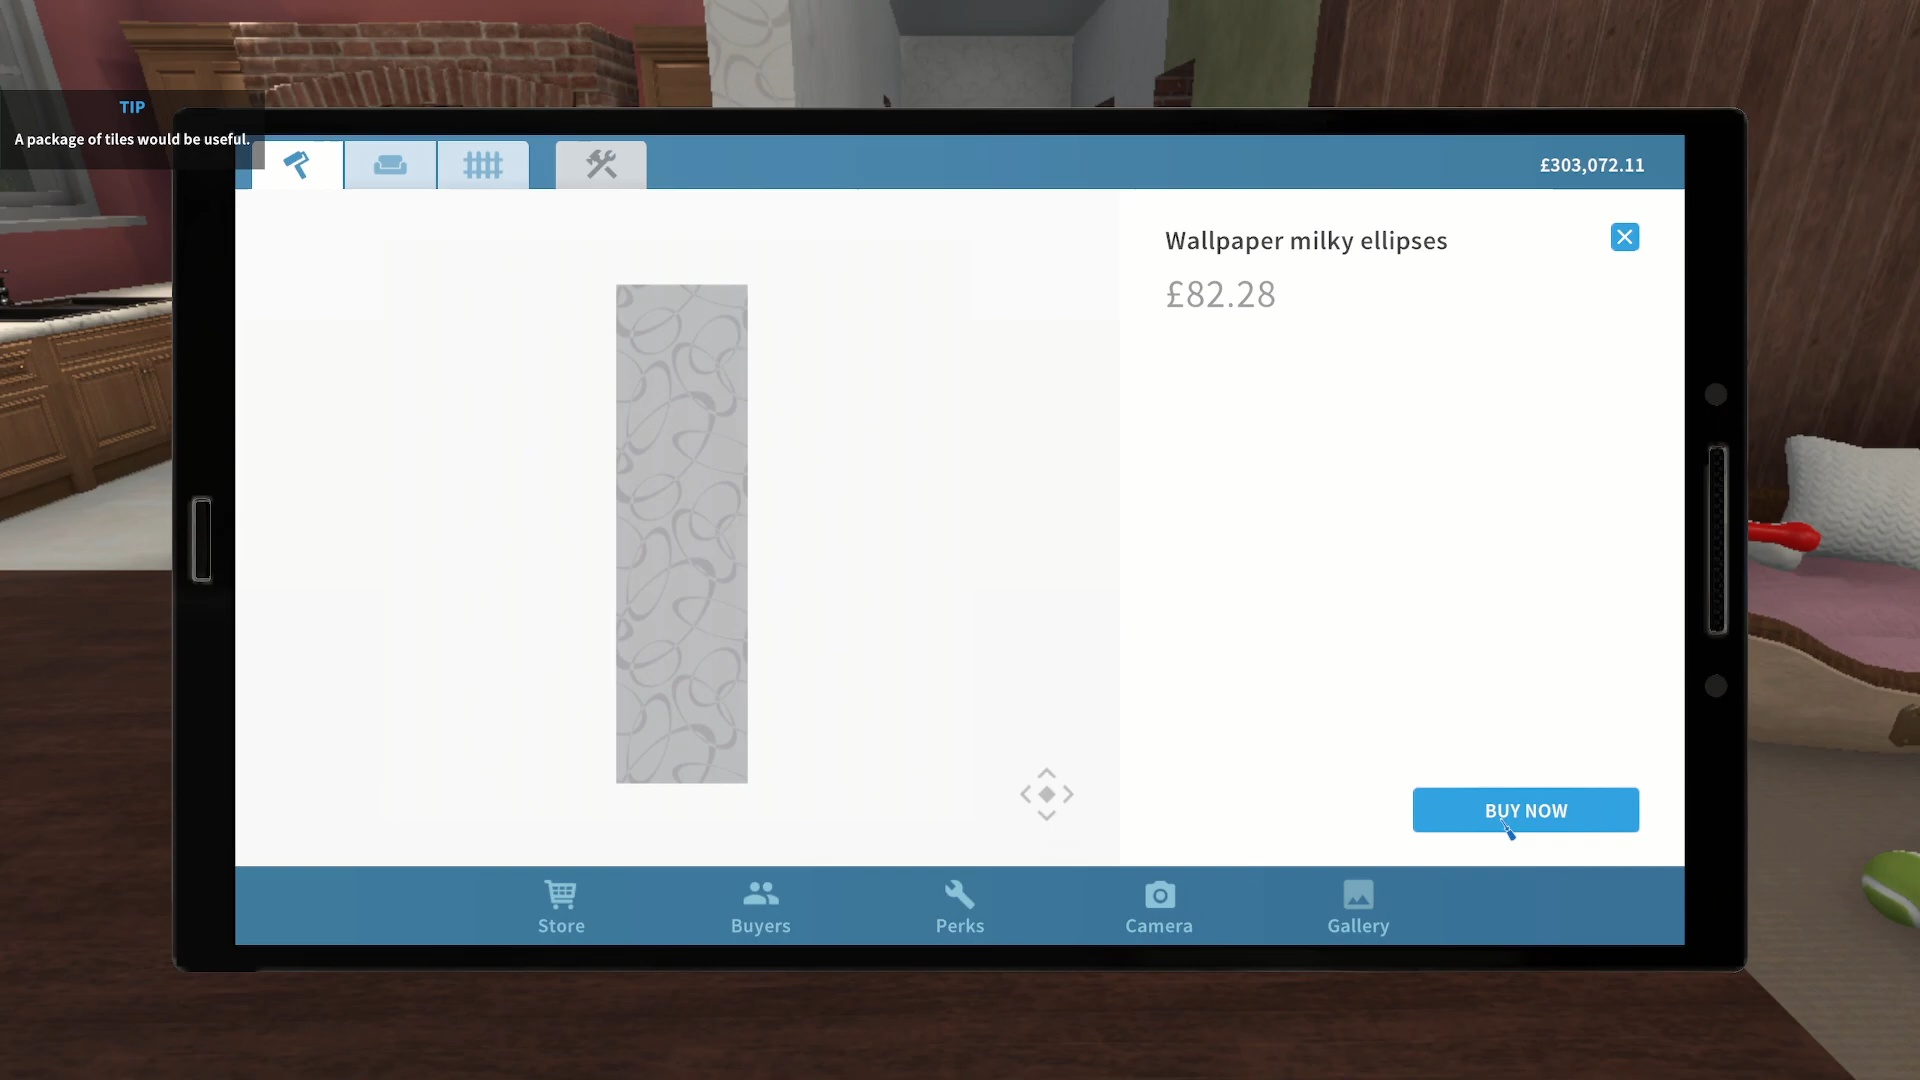 TIP
A package of tiles would be useful.
£303,072.11
Wallpaper milky ellipses
£82.28
BUY NOW
Store
Buyers
Perks
Camera
Gallery